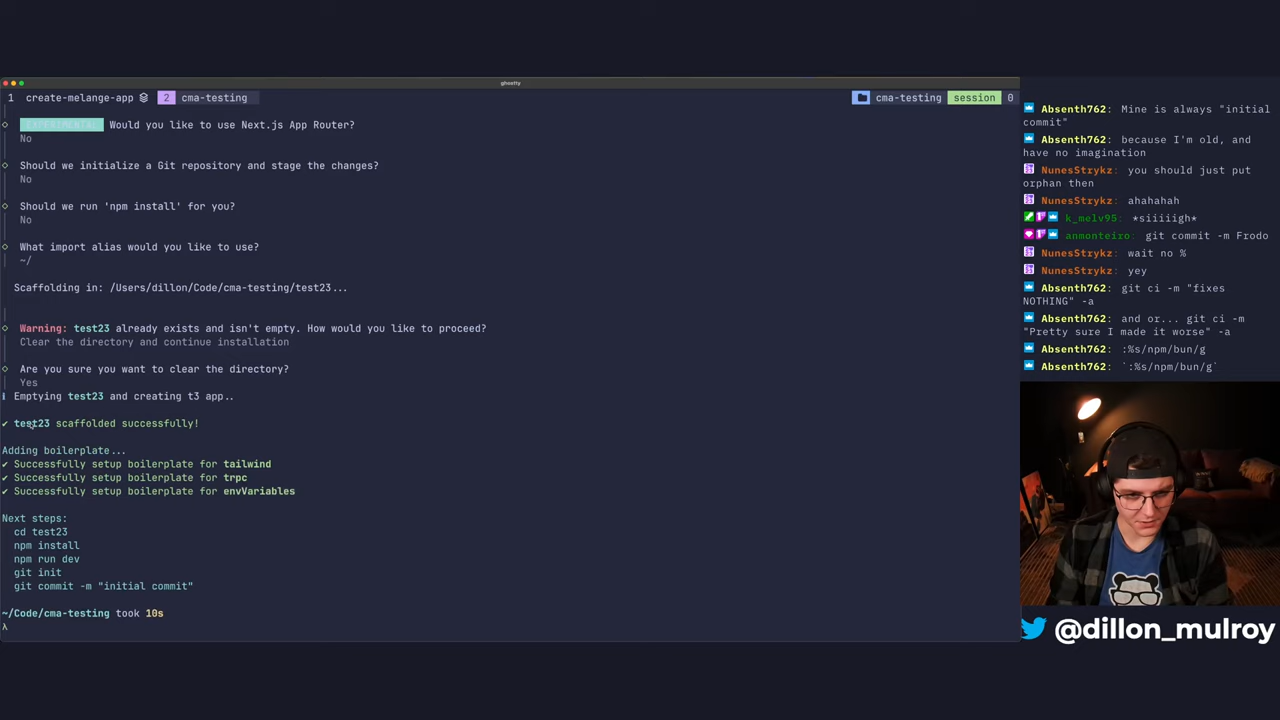 ghostty
1 create-melange-app 2 cma-testing
cma-testing session 0
EXPERIMENTAL Would you like to use Next.js App Router?
No
Should we initialize a Git repository and stage the changes?
No
Should we run 'npm install' for you?
No
What import alias would you like to use?
~/
Scaffolding in: /Users/dillon/Code/cma-testing/test23...
Warning: test23 already exists and isn't empty. How would you like to proceed?
Clear the directory and continue installation
Are you sure you want to clear the directory?
Yes
ℹ Emptying test23 and creating t3 app..
✔ test23 scaffolded successfully!
Adding boilerplate...
✔ Successfully setup boilerplate for tailwind
✔ Successfully setup boilerplate for trpc
✔ Successfully setup boilerplate for envVariables
Next steps:
cd test23
npm install
npm run dev
git init
git commit -m "initial commit"
~/Code/cma-testing took 10s
λ
Absenth762: Mine is always "initial
commit"
Absenth762: because I'm old, and
have no imagination
NunesStrykz: you should just put
orphan then
NunesStrykz: ahahahah
k_melv95: *siiiiigh*
anmonteiro: git commit -m Frodo
NunesStrykz: wait no %
NunesStrykz: yey
Absenth762: git ci -m "fixes
NOTHING" -a
Absenth762: and or... git ci -m
"Pretty sure I made it worse" -a
Absenth762: :%s/npm/bun/g
Absenth762: `:%s/npm/bun/g`
@dillon_mulroy